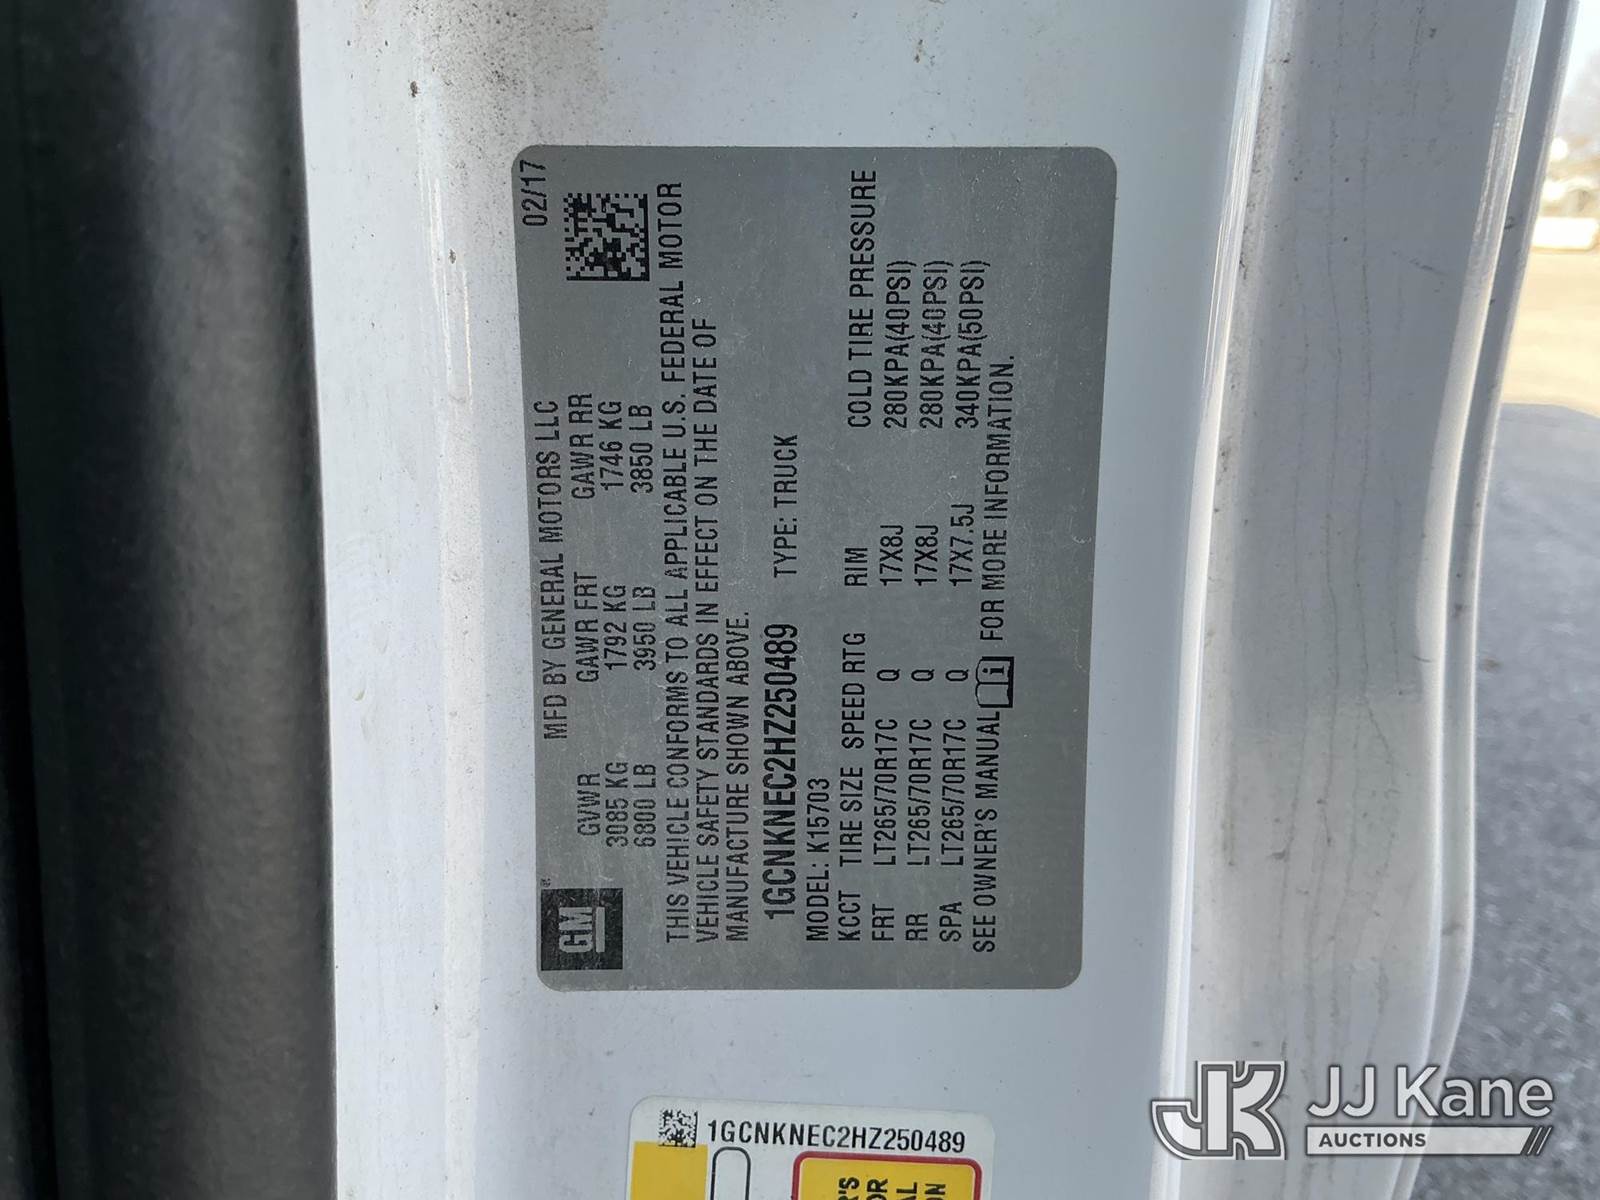 MFD BY GENERAL MOTORS LLC 02/17
GM
GVWR GAWR FRT GAWR RR
3085 KG 1792 KG 1746 KG
6800 LB 3950 LB 3850 LB
THIS VEHICLE CONFORMS TO ALL APPLICABLE U.S. FEDERAL MOTOR
VEHICLE SAFETY STANDARDS IN EFFECT ON THE DATE OF
MANUFACTURE SHOWN ABOVE.
1GCNKNEC2HZ250489 TYPE: TRUCK
MODEL: K15703
KCCT TIRE SIZE SPEED RTG RIM COLD TIRE PRESSURE
FRT LT265/70R17C Q 17X8J 280KPA(40PSI)
RR LT265/70R17C Q 17X8J 280KPA(40PSI)
SPA LT265/70R17C Q 17X7.5J 340KPA(50PSI)
SEE OWNER'S MANUAL i FOR MORE INFORMATION.
1GCNKNEC2HZ250489
JK JJ Kane
AUCTIONS